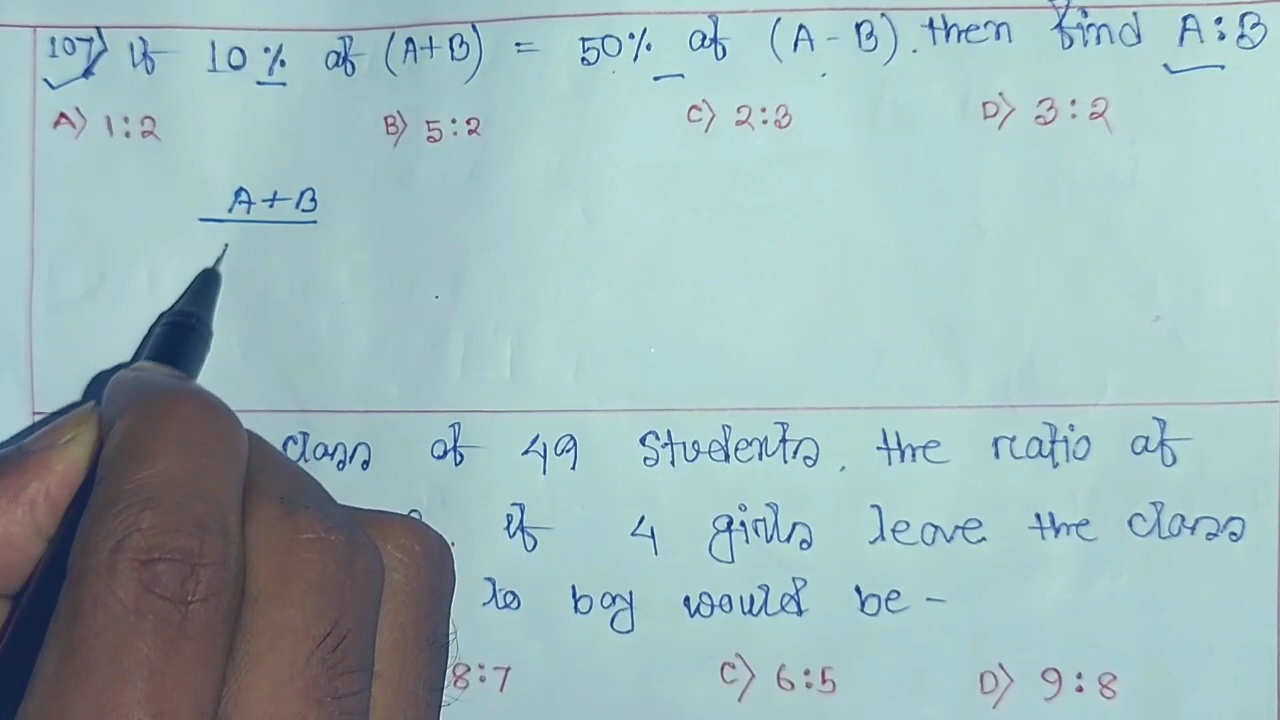 107) If 10% of (A+B) = 50% of (A-B). then find A:B
A) 1:2 B) 5:2 C) 2:3 D) 3:2
A+B
class of 49 students, the ratio of
if 4 girls leave the class
to boy would be -
8:7 C) 6:5 D) 9:8